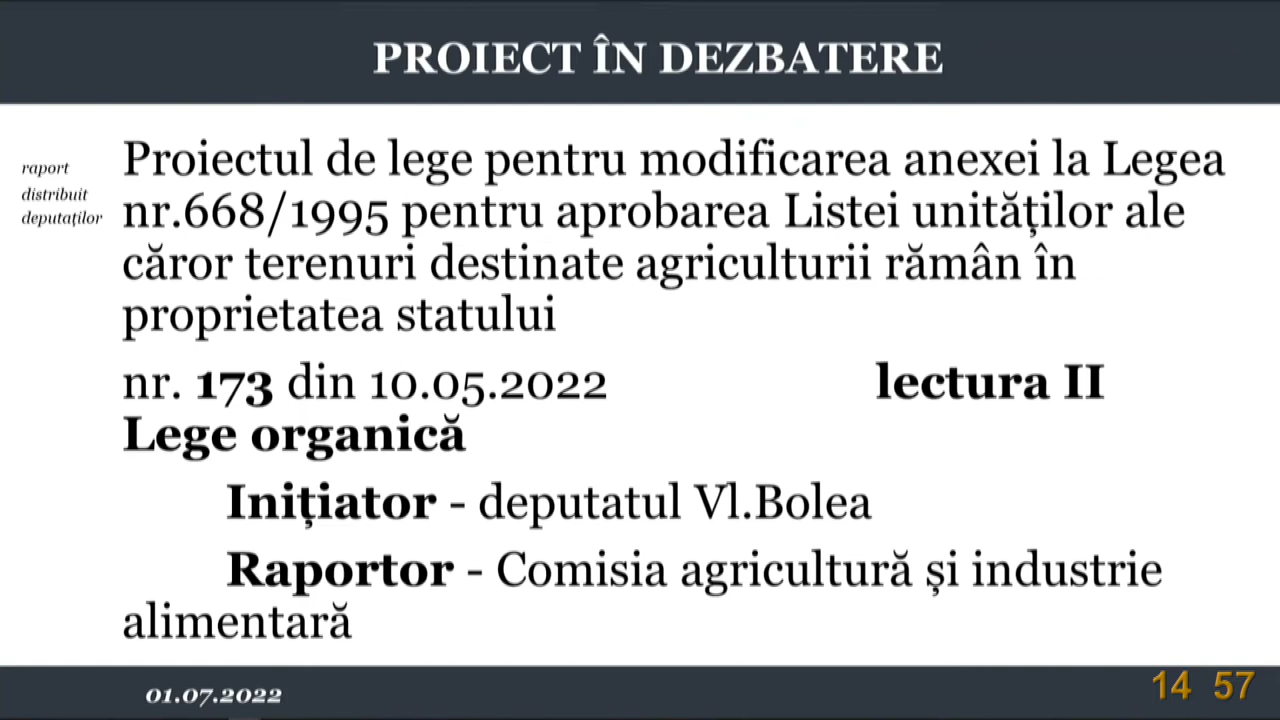 PROIECT ÎN DEZBATERE
raport
distribuit
deputaților
Proiectul de lege pentru modificarea anexei la Legea
nr.668/1995 pentru aprobarea Listei unităților ale
căror terenuri destinate agriculturii rămân în
proprietatea statului
nr. 173 din 10.05.2022 lectura II
Lege organică
Inițiator - deputatul Vl.Bolea
Raportor - Comisia agricultură și industrie
alimentară
01.07.2022
14 57